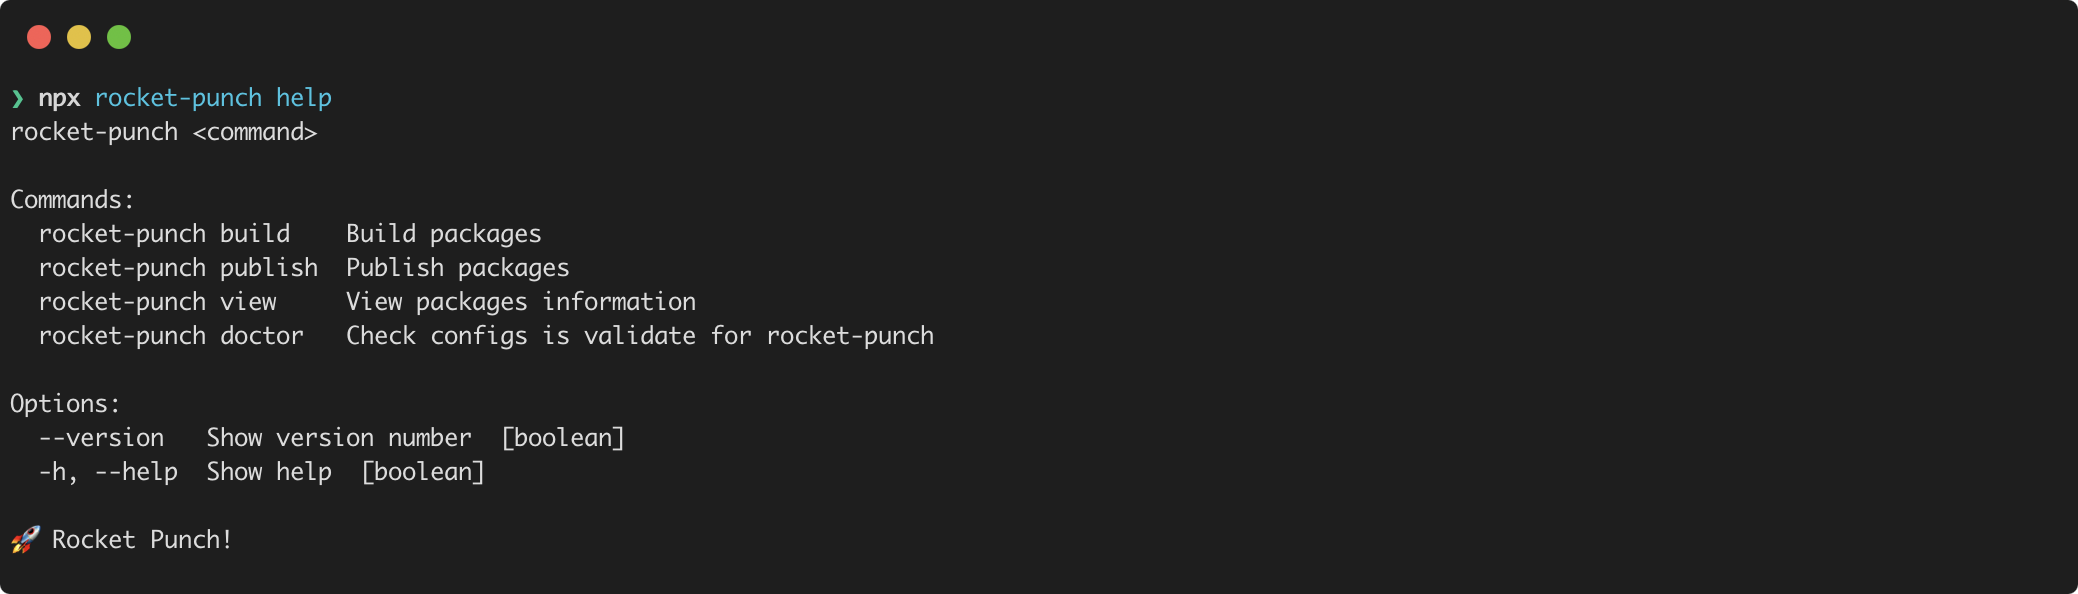 ❯ npx rocket-punch help
rocket-punch <command>
Commands:
rocket-punch build    Build packages
rocket-punch publish  Publish packages
rocket-punch view     View packages information
rocket-punch doctor   Check configs is validate for rocket-punch
Options:
--version   Show version number  [boolean]
-h, --help  Show help  [boolean]
🚀 Rocket Punch!